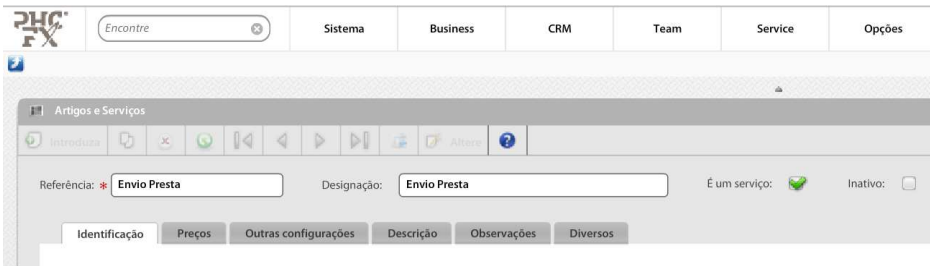 PHC FX Encontre Sistema Business CRM Team Service Opções
Artigos e Serviços
Introduza Altere ?
Referência: * Envio Presta Designação: Envio Presta É um serviço: Inativo:
Identificação Preços Outras configurações Descrição Observações Diversos